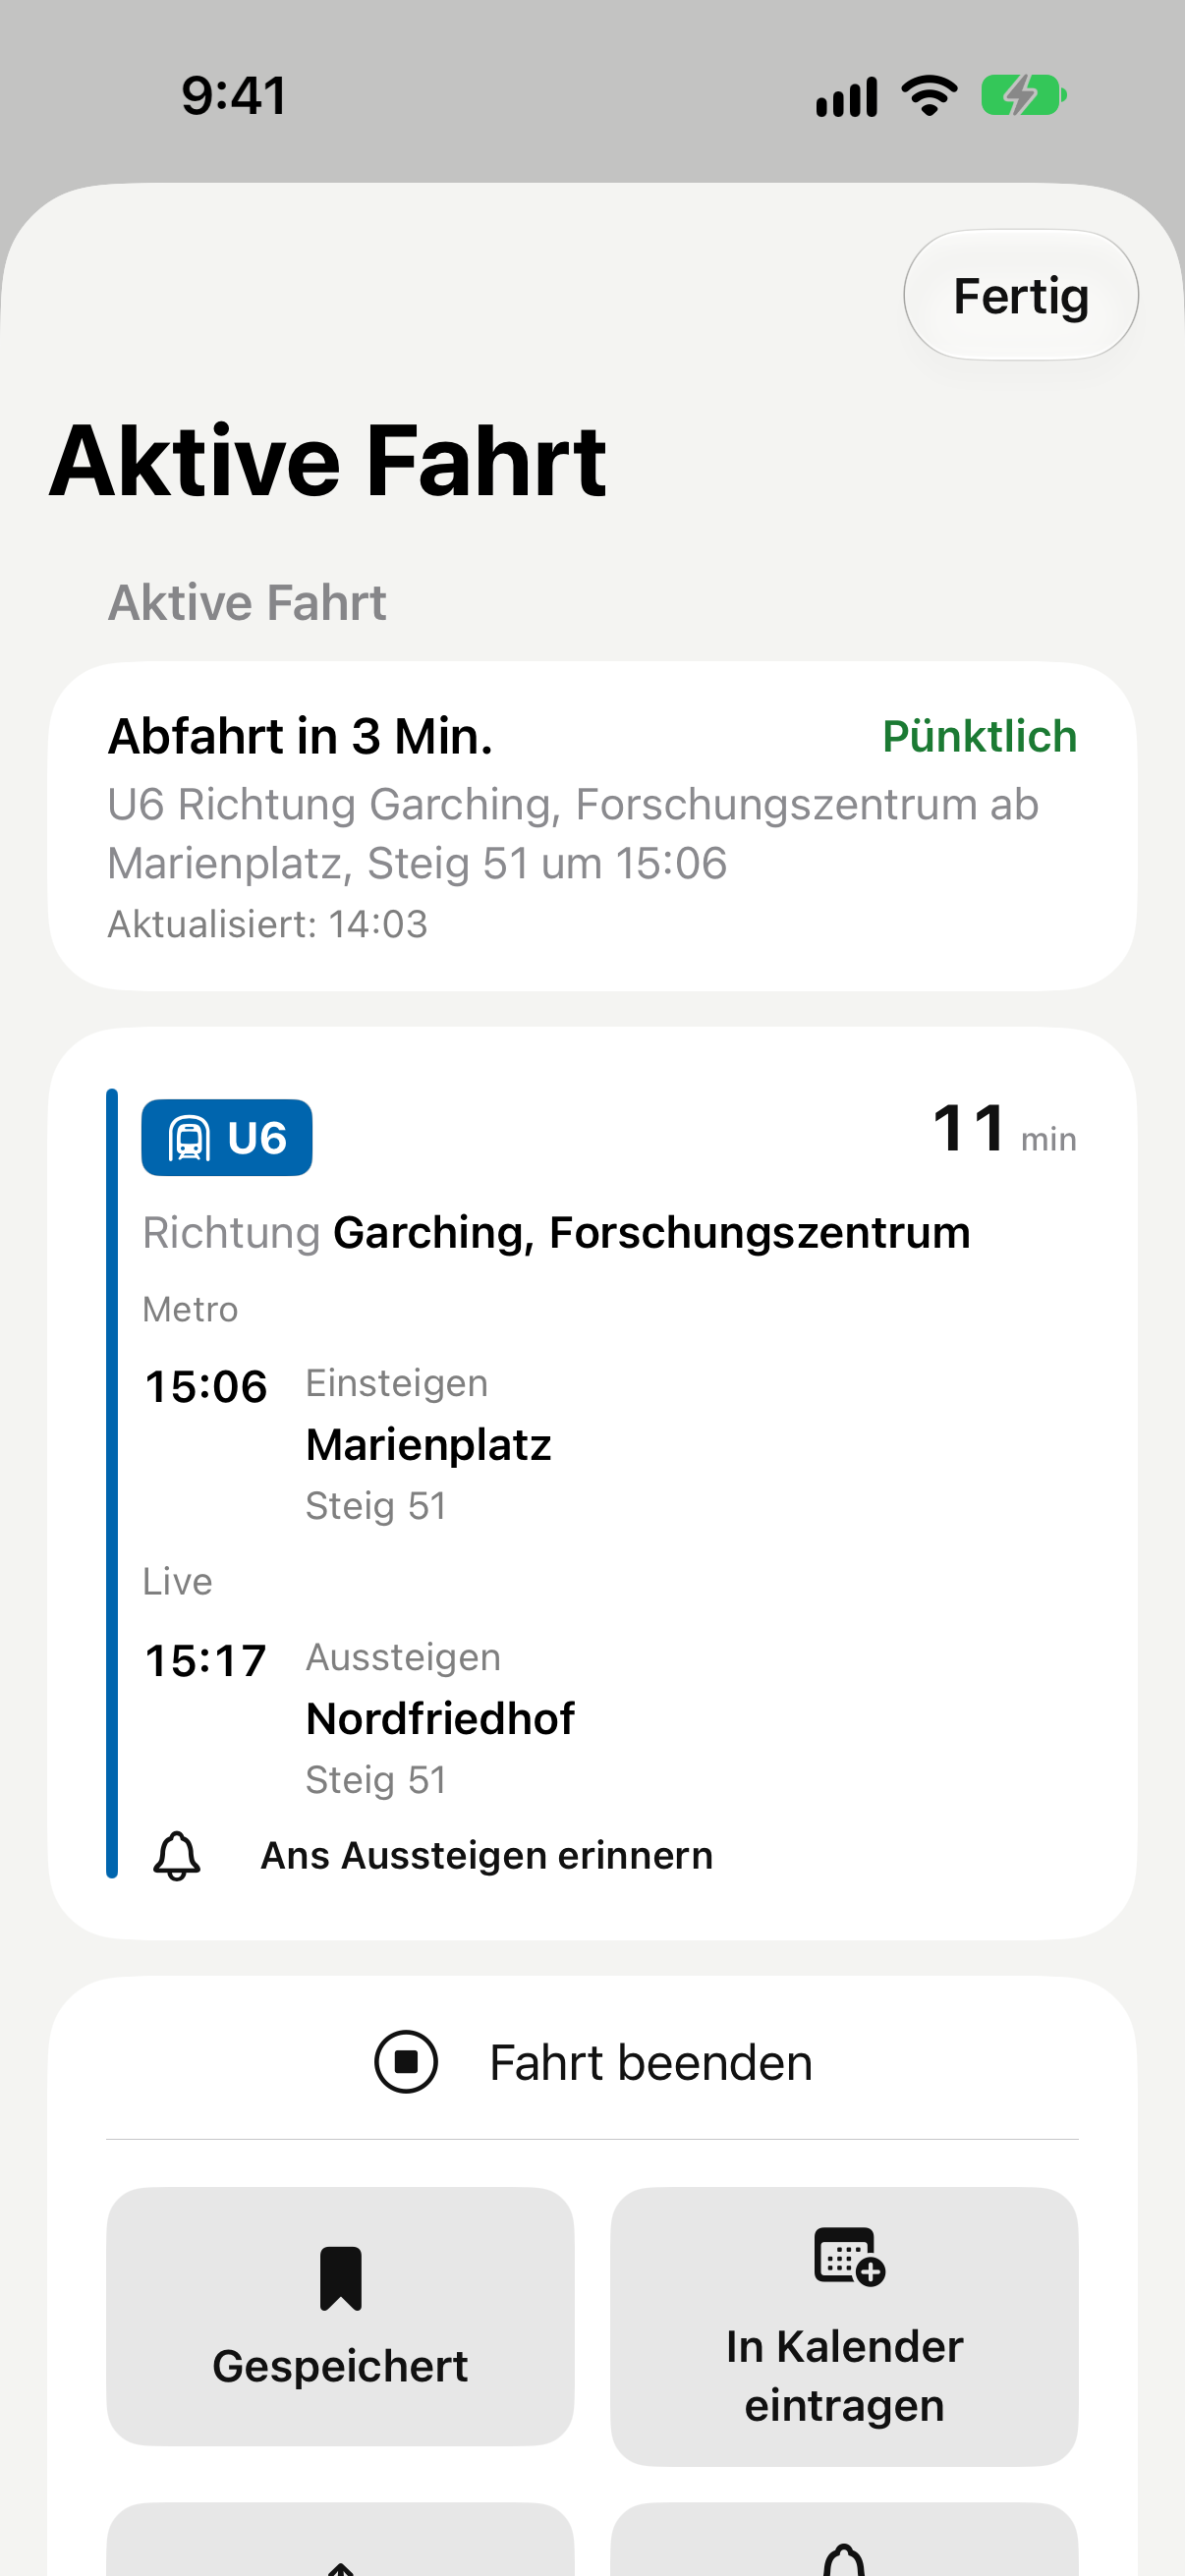 9:41
Fertig
Aktive Fahrt
Aktive Fahrt
Abfahrt in 3 Min.
Pünktlich
U6 Richtung Garching, Forschungszentrum ab
Marienplatz, Steig 51 um 15:06
Aktualisiert: 14:03
U6
11 min
Richtung Garching, Forschungszentrum
Metro
15:06 Einsteigen
Marienplatz
Steig 51
Live
15:17 Aussteigen
Nordfriedhof
Steig 51
Ans Aussteigen erinnern
Fahrt beenden
Gespeichert
In Kalender
eintragen